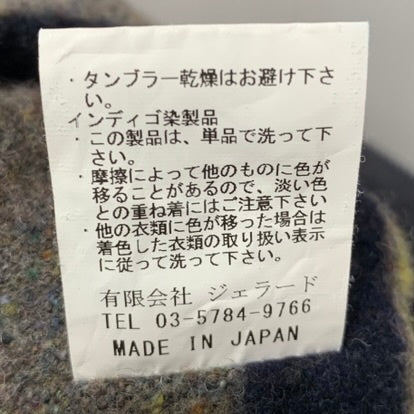 ・タンブラー乾燥はお避け下さ
い。
インディゴ染製品
・この製品は、単品で洗って下
さい。
・摩擦によって他のものに色が
移ることがあるので、淡い色
との重ね着にはご注意下さい
・他の衣類に色が移った場合は
着色した衣類の取り扱い表示
に従って洗って下さい。
有限会社 ジェラード
TEL 03-5784-9766
MADE IN JAPAN